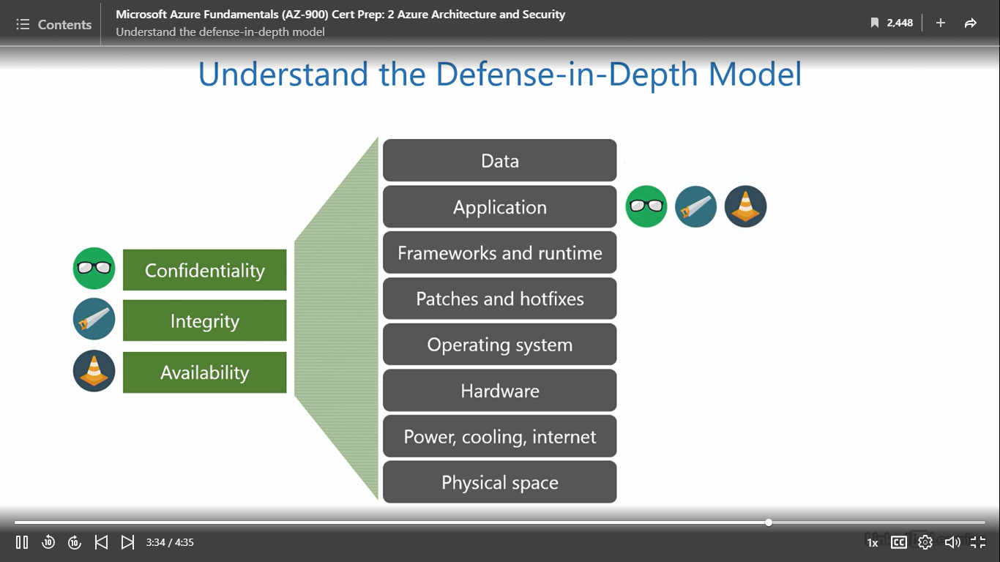 Contents
Microsoft Azure Fundamentals (AZ-900) Cert Prep: 2 Azure Architecture and Security
Understand the defense-in-depth model
2,448
Understand the Defense-in-Depth Model
Confidentiality
Integrity
Availability
Data
Application
Frameworks and runtime
Patches and hotfixes
Operating system
Hardware
Power, cooling, internet
Physical space
10
10
3:34 / 4:35
1x
CC